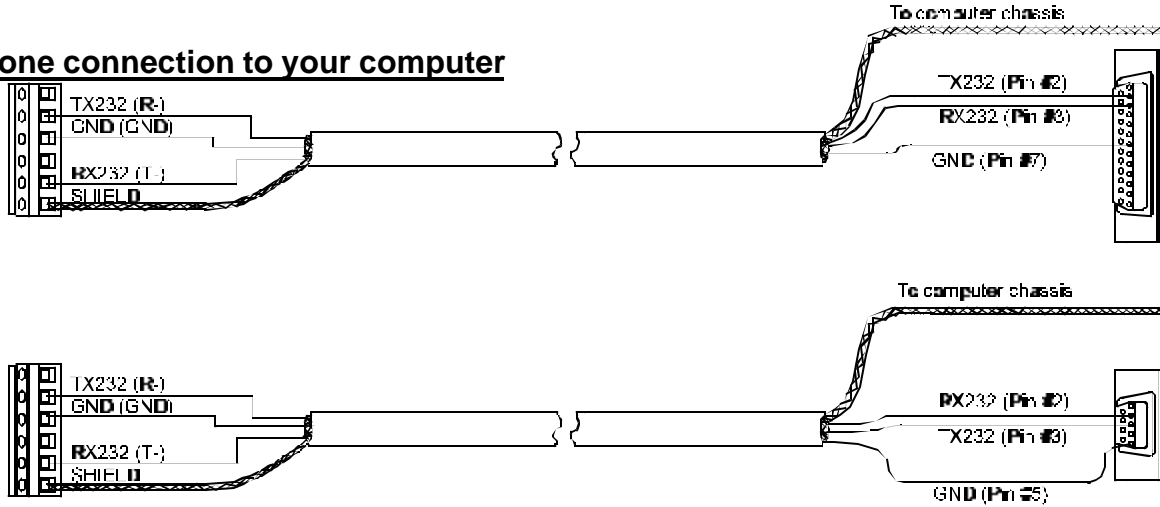 To computer chassis
one connection to your computer
TX232 (R-)
GND (GND)
RX232 (T-)
SHIELD
TX232 (Pin #2)
RX232 (Pin #3)
GND (Pin #7)
To computer chassis
TX232 (R-)
GND (GND)
RX232 (T-)
SHIELD
RX232 (Pin #2)
TX232 (Pin #3)
GND (Pin #5)